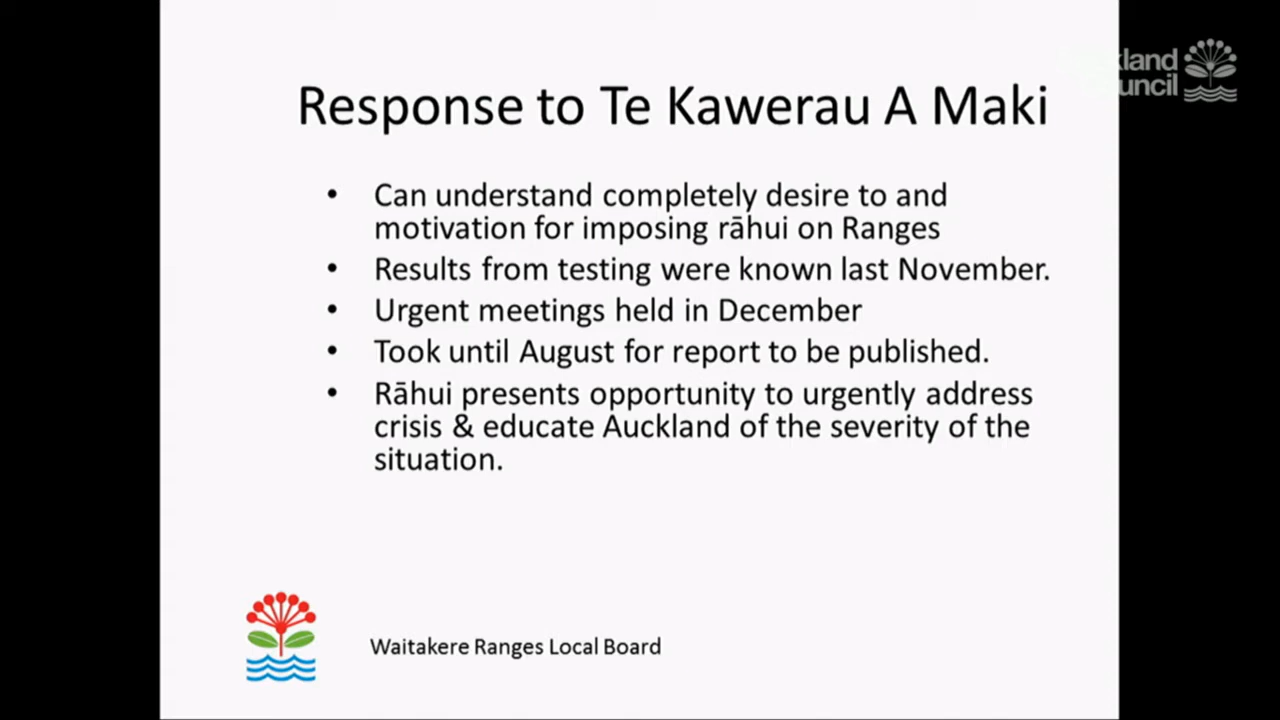 Response to Te Kawerau A Maki
• Can understand completely desire to and
motivation for imposing rāhui on Ranges
• Results from testing were known last November.
• Urgent meetings held in December
• Took until August for report to be published.
• Rāhui presents opportunity to urgently address
crisis & educate Auckland of the severity of the
situation.
Waitakere Ranges Local Board